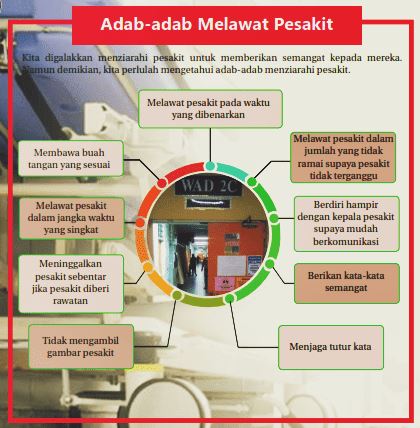 Adab-adab Melawat Pesakit
Kita digalakkan menziarahi pesakit untuk memberikan semangat kepada mereka.
Namun demikian, kita perlulah mengetahui adab-adab menziarahi pesakit.
Melawat pesakit pada waktu
yang dibenarkan
Melawat pesakit dalam
jumlah yang tidak
ramai supaya pesakit
tidak terganggu
Berdiri hampir
dengan kepala pesakit
supaya mudah
berkomunikasi
Berikan kata-kata
semangat
Menjaga tutur kata
Tidak mengambil
gambar pesakit
Meninggalkan
pesakit sebentar
jika pesakit diberi
rawatan
Melawat pesakit
dalam jangka waktu
yang singkat
Membawa buah
tangan yang sesuai
WAD 2C